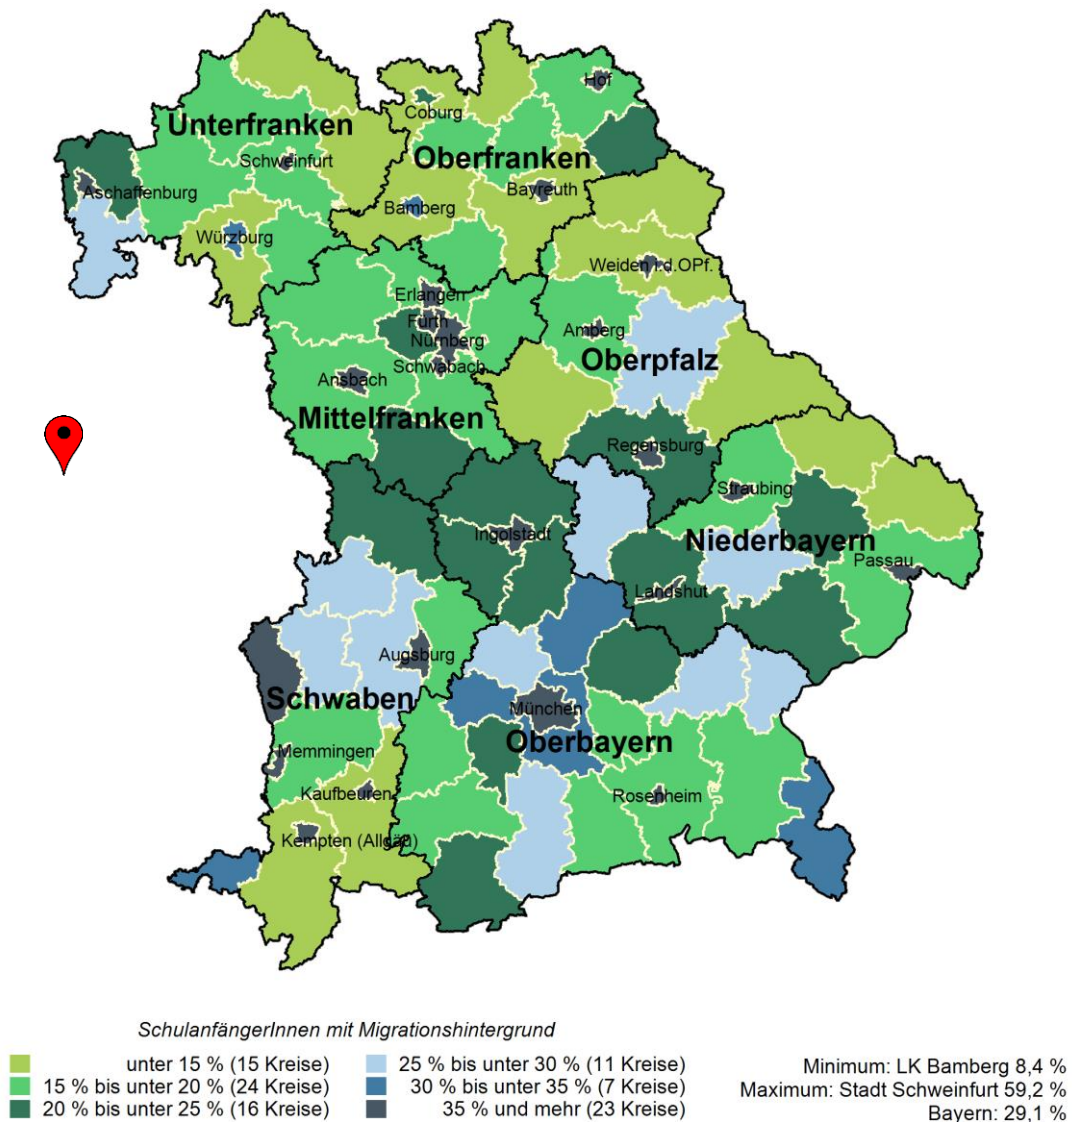 Hof
Coburg
Unterfranken
Schweinfurt
Oberfranken
Aschaffenburg
Bayreuth
Bamberg
Würzburg
Weiden i.d.OPf.
Erlangen
Fürth
Amberg
Nürnberg
Oberpfalz
Schwabach
Ansbach
Mittelfranken
Regensburg
Straubing
Ingolstadt
Niederbayern
Passau
Landshut
Augsburg
Schwaben
München
Oberbayern
Memmingen
Kaufbeuren
Rosenheim
Kempten (Allgäu)
SchulanfängerInnen mit Migrationshintergrund
unter 15 % (15 Kreise)
15 % bis unter 20 % (24 Kreise)
20 % bis unter 25 % (16 Kreise)
25 % bis unter 30 % (11 Kreise)
30 % bis unter 35 % (7 Kreise)
35 % und mehr (23 Kreise)
Minimum: LK Bamberg 8,4 %
Maximum: Stadt Schweinfurt 59,2 %
Bayern: 29,1 %